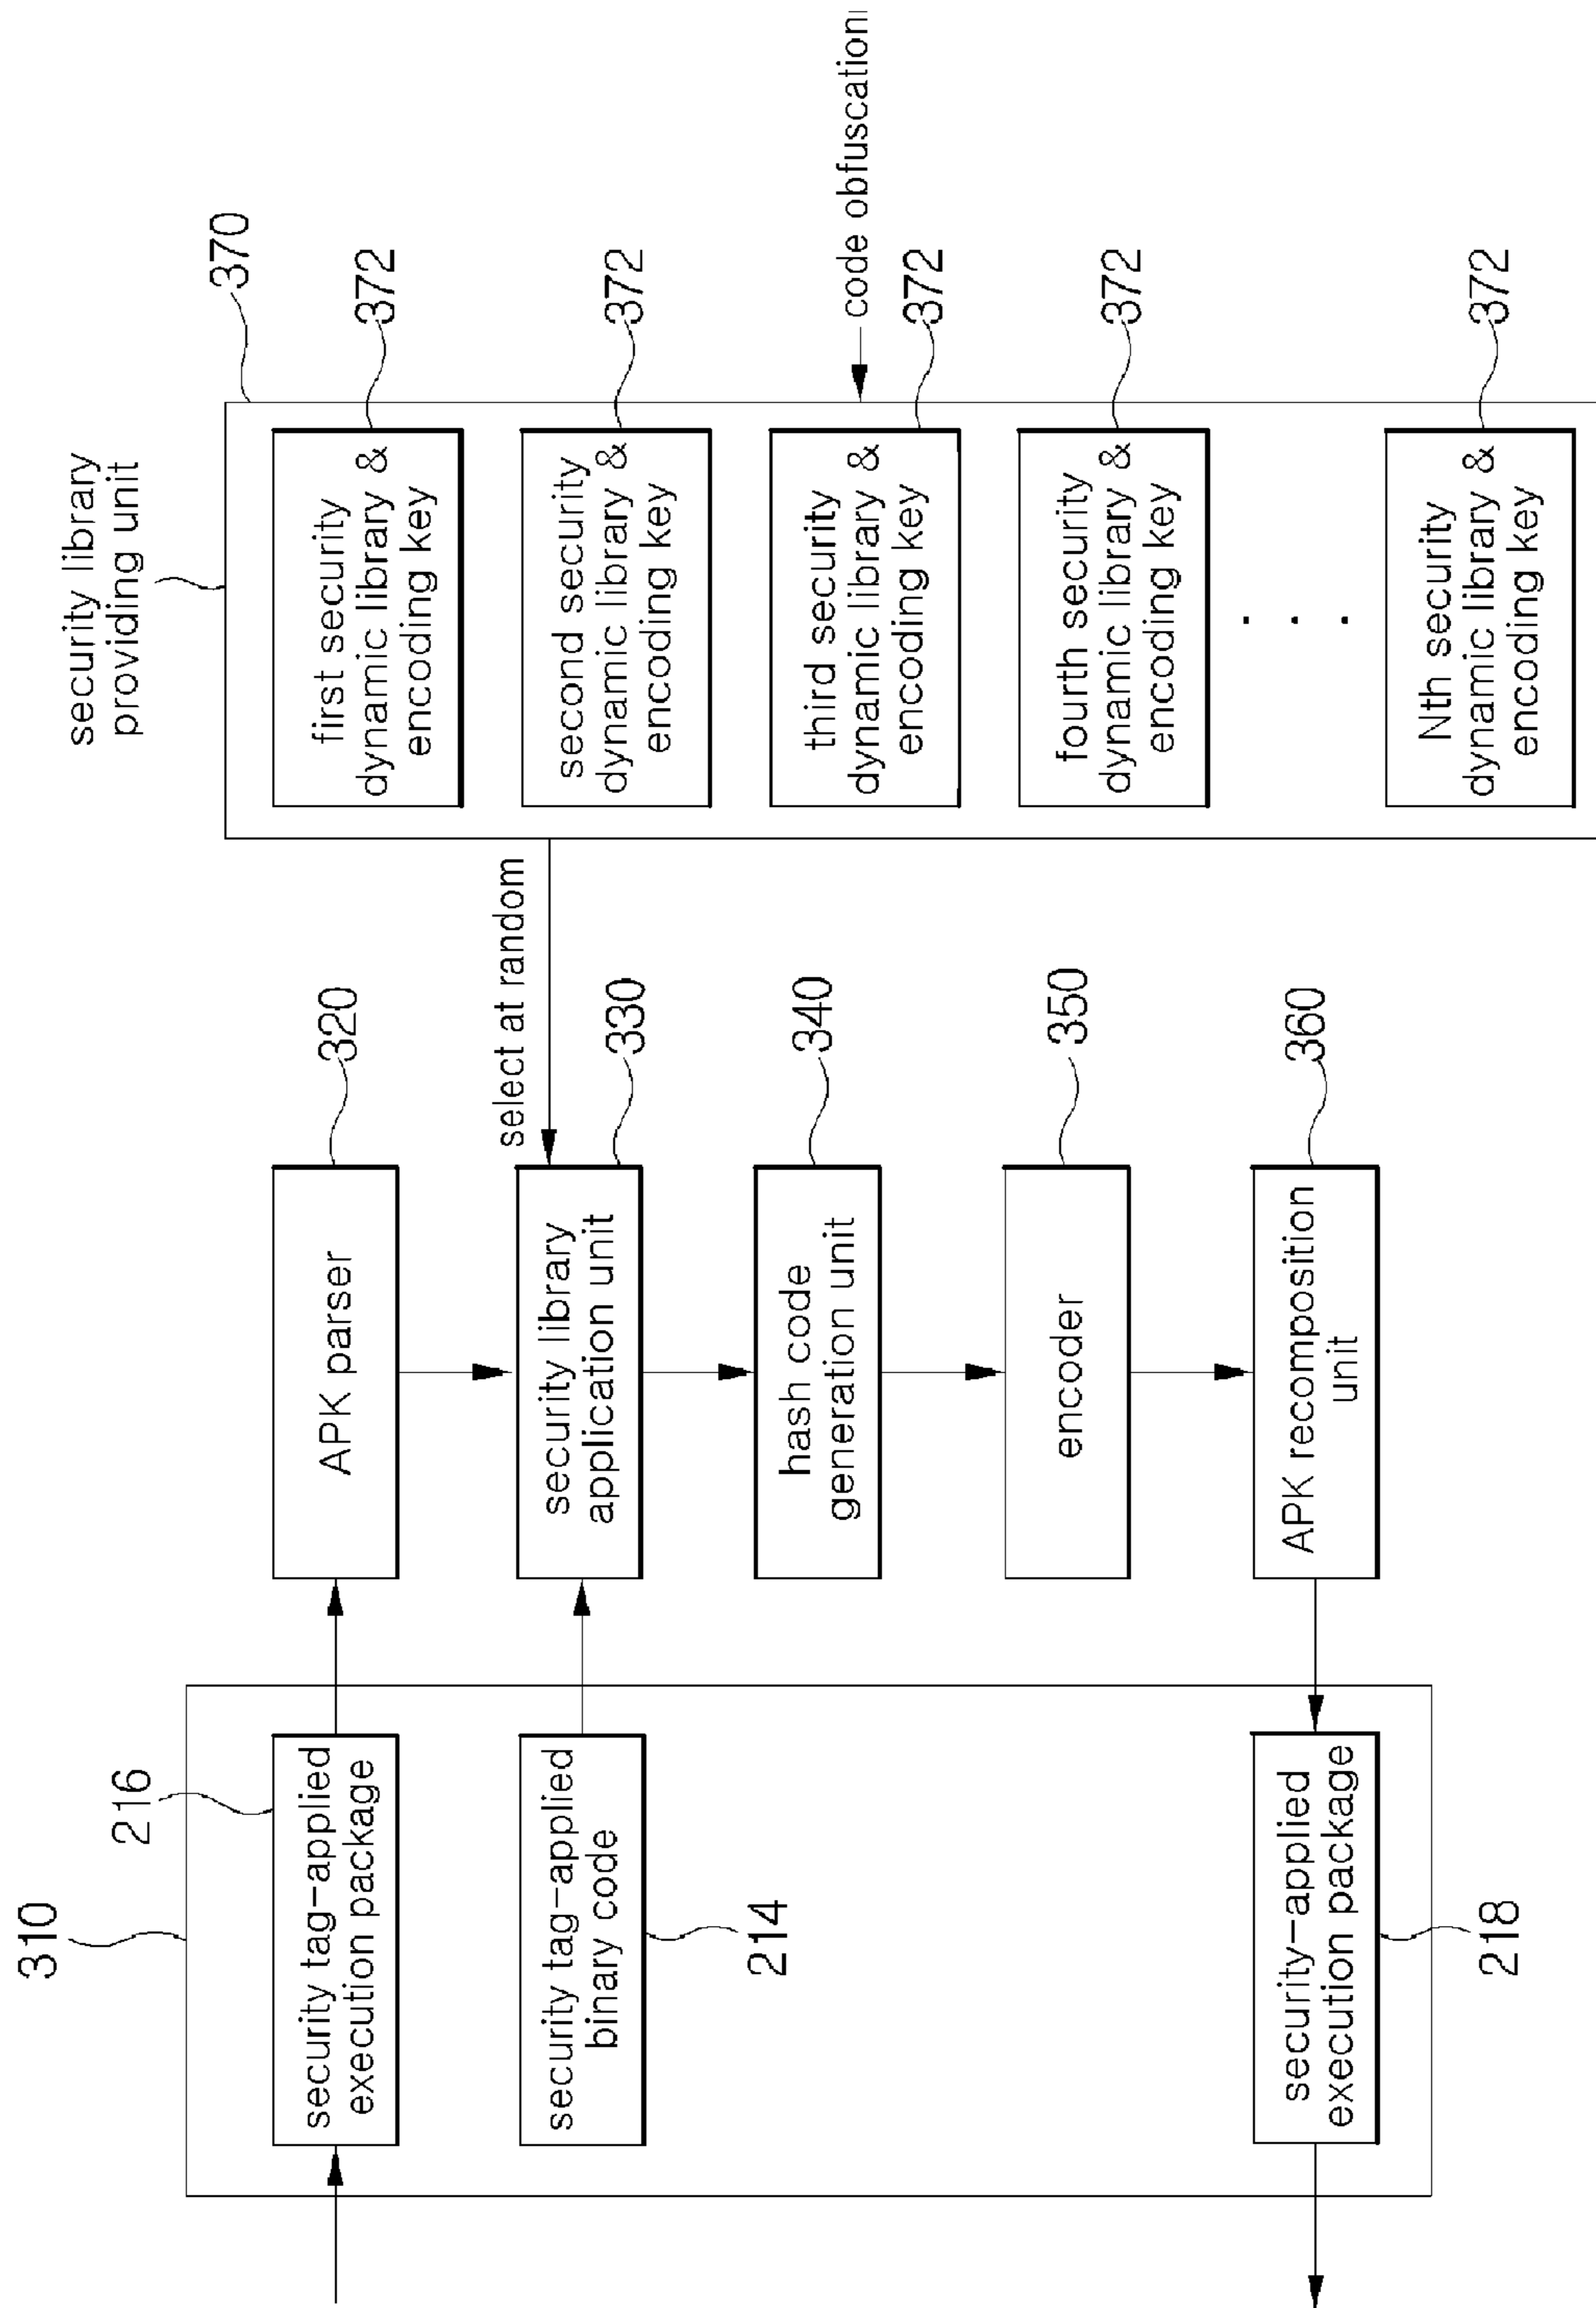 310
216
security tag-applied
execution package
security tag-applied
binary code
214
security-applied
execution package
218
320
APK parser
select at random
330
security library
application unit
340
hash code
generation unit
350
encoder
360
APK recomposition
unit
security library
providing unit
370
first security
dynamic library &
encoding key
372
second security
dynamic library &
encoding key
372
third security
dynamic library &
encoding key
372
code obfuscation
fourth security
dynamic library &
encoding key
372
. . .
Nth security
dynamic library &
encoding key
372